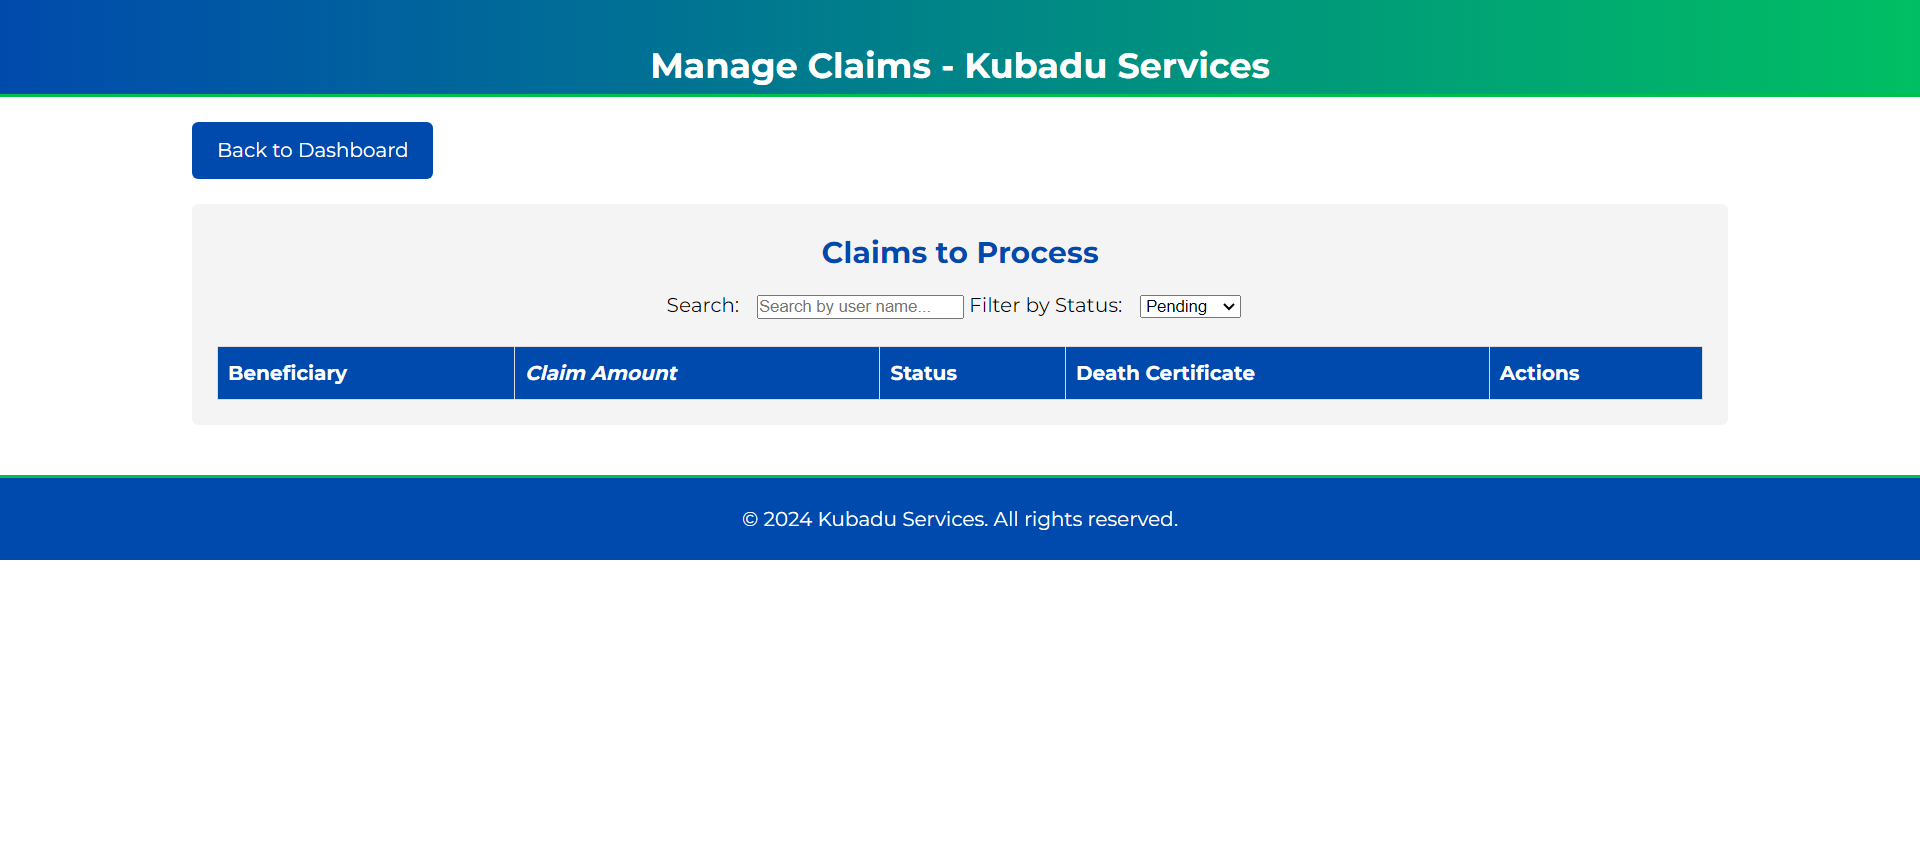 Manage Claims - Kubadu Services
Back to Dashboard
Claims to Process
Search: Search by user name... Filter by Status: Pending
Beneficiary Claim Amount Status Death Certificate Actions
© 2024 Kubadu Services. All rights reserved.